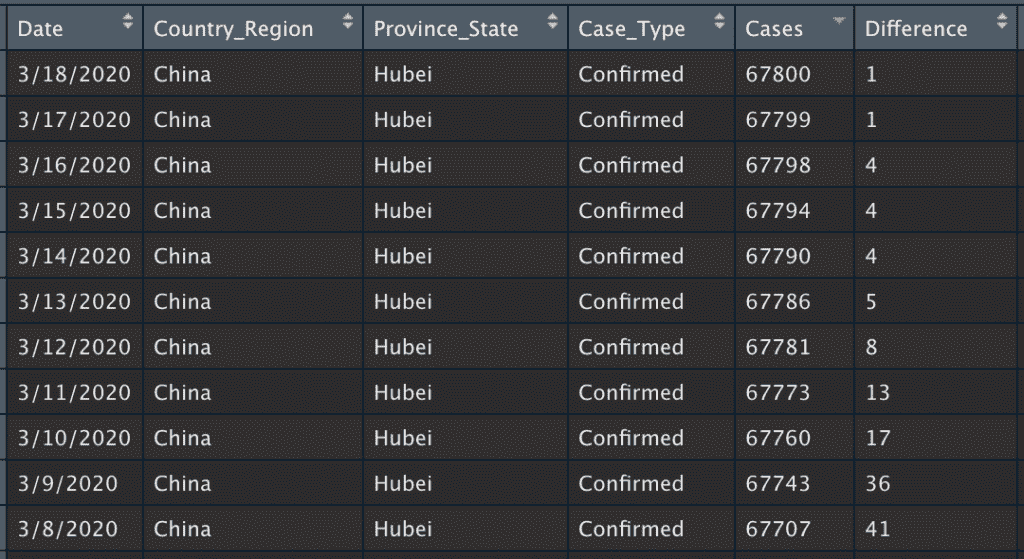 Date Country_Region Province_State Case_Type Cases Difference
3/18/2020 China Hubei Confirmed 67800 1
3/17/2020 China Hubei Confirmed 67799 1
3/16/2020 China Hubei Confirmed 67798 4
3/15/2020 China Hubei Confirmed 67794 4
3/14/2020 China Hubei Confirmed 67790 4
3/13/2020 China Hubei Confirmed 67786 5
3/12/2020 China Hubei Confirmed 67781 8
3/11/2020 China Hubei Confirmed 67773 13
3/10/2020 China Hubei Confirmed 67760 17
3/9/2020 China Hubei Confirmed 67743 36
3/8/2020 China Hubei Confirmed 67707 41